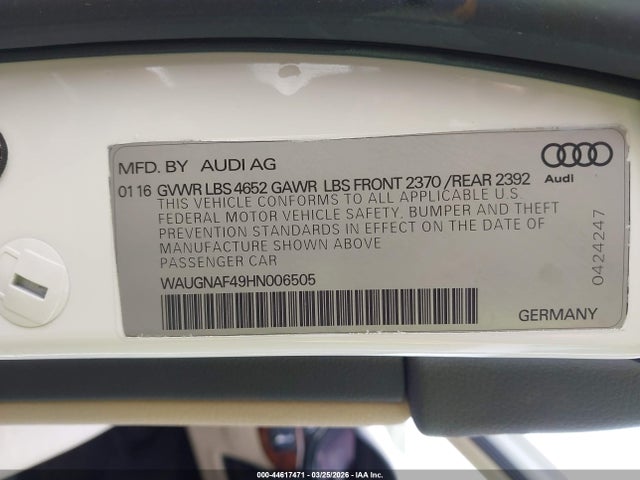 MFD. BY AUDI AG
01 16 GVWR LBS 4652 GAWR LBS FRONT 2370 /REAR 2392
THIS VEHICLE CONFORMS TO ALL APPLICABLE U.S.
FEDERAL MOTOR VEHICLE SAFETY, BUMPER AND THEFT
PREVENTION STANDARDS IN EFFECT ON THE DATE OF
MANUFACTURE SHOWN ABOVE
PASSENGER CAR
WAUGNAF49HN006505
Audi
0424247
GERMANY
000-44617471 - 03/25/2026 - IAA Inc.